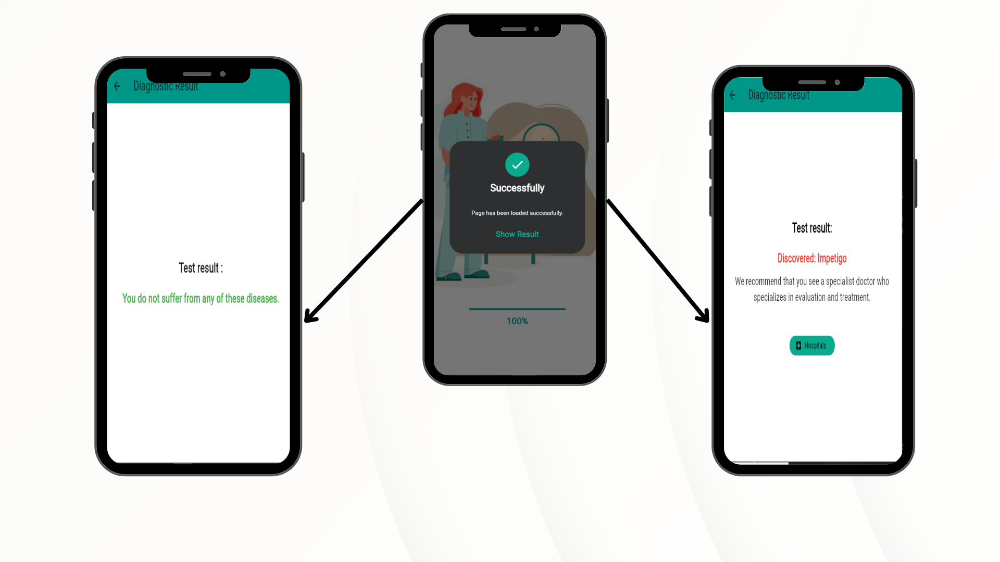 Diagnostic Result
Test result :
You do not suffer from any of these diseases.
Successfully
Page has been loaded successfully.
Show Result
100%
Diagnostic Result
Test result:
Discovered: Impetigo
We recommend that you see a specialist doctor who
specializes in evaluation and treatment.
Hospitals